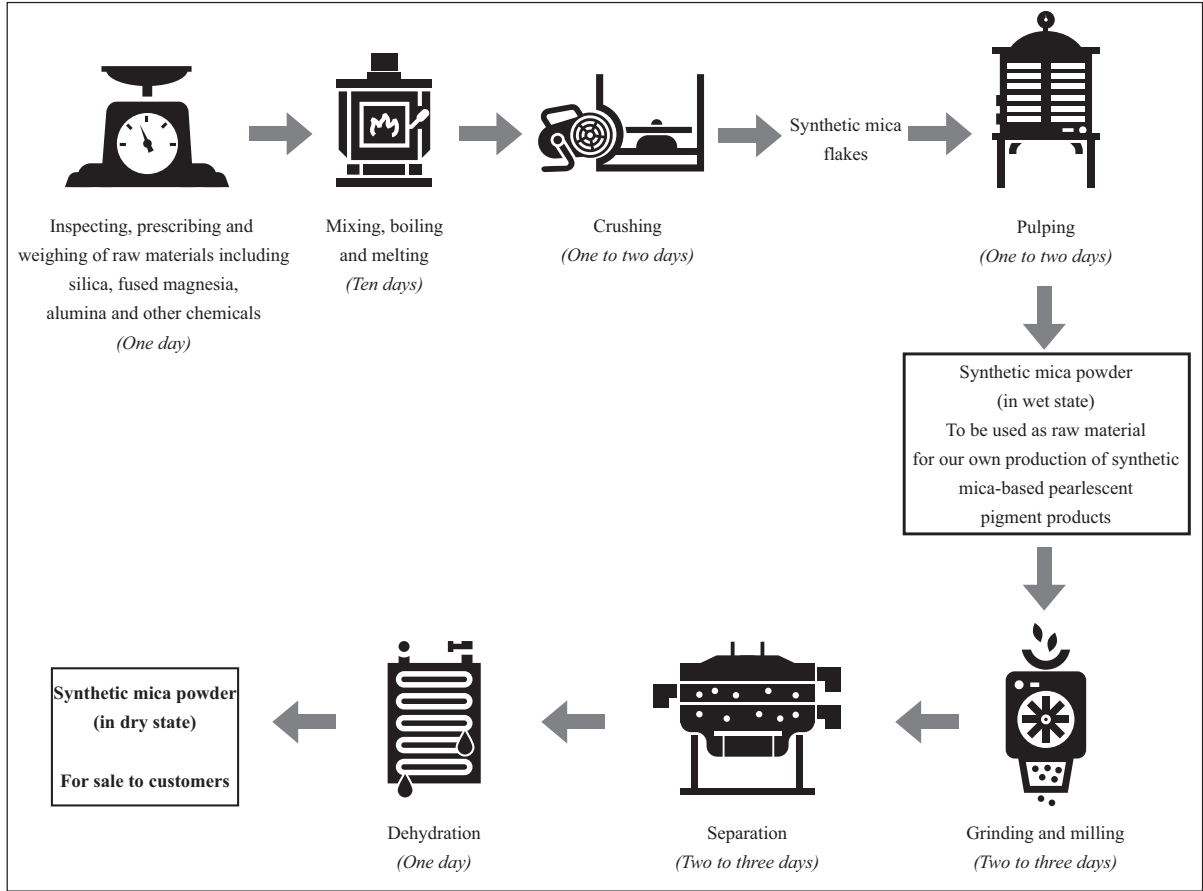 Inspecting, prescribing and
weighing of raw materials including
silica, fused magnesia,
alumina and other chemicals
(One day)
Mixing, boiling
and melting
(Ten days)
Crushing
(One to two days)
Synthetic mica
flakes
Pulping
(One to two days)
Synthetic mica powder
(in wet state)
To be used as raw material
for our own production of synthetic
mica-based pearlescent
pigment products
Grinding and milling
(Two to three days)
Separation
(Two to three days)
Dehydration
(One day)
Synthetic mica powder
(in dry state)
For sale to customers